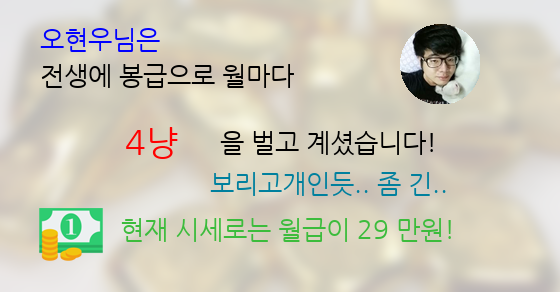 오현우님은
전생에 봉급으로 월마다
4냥 을 벌고 계셨습니다!
보리고개인듯.. 좀 긴..
1
현재 시세로는 월급이 29 만원!